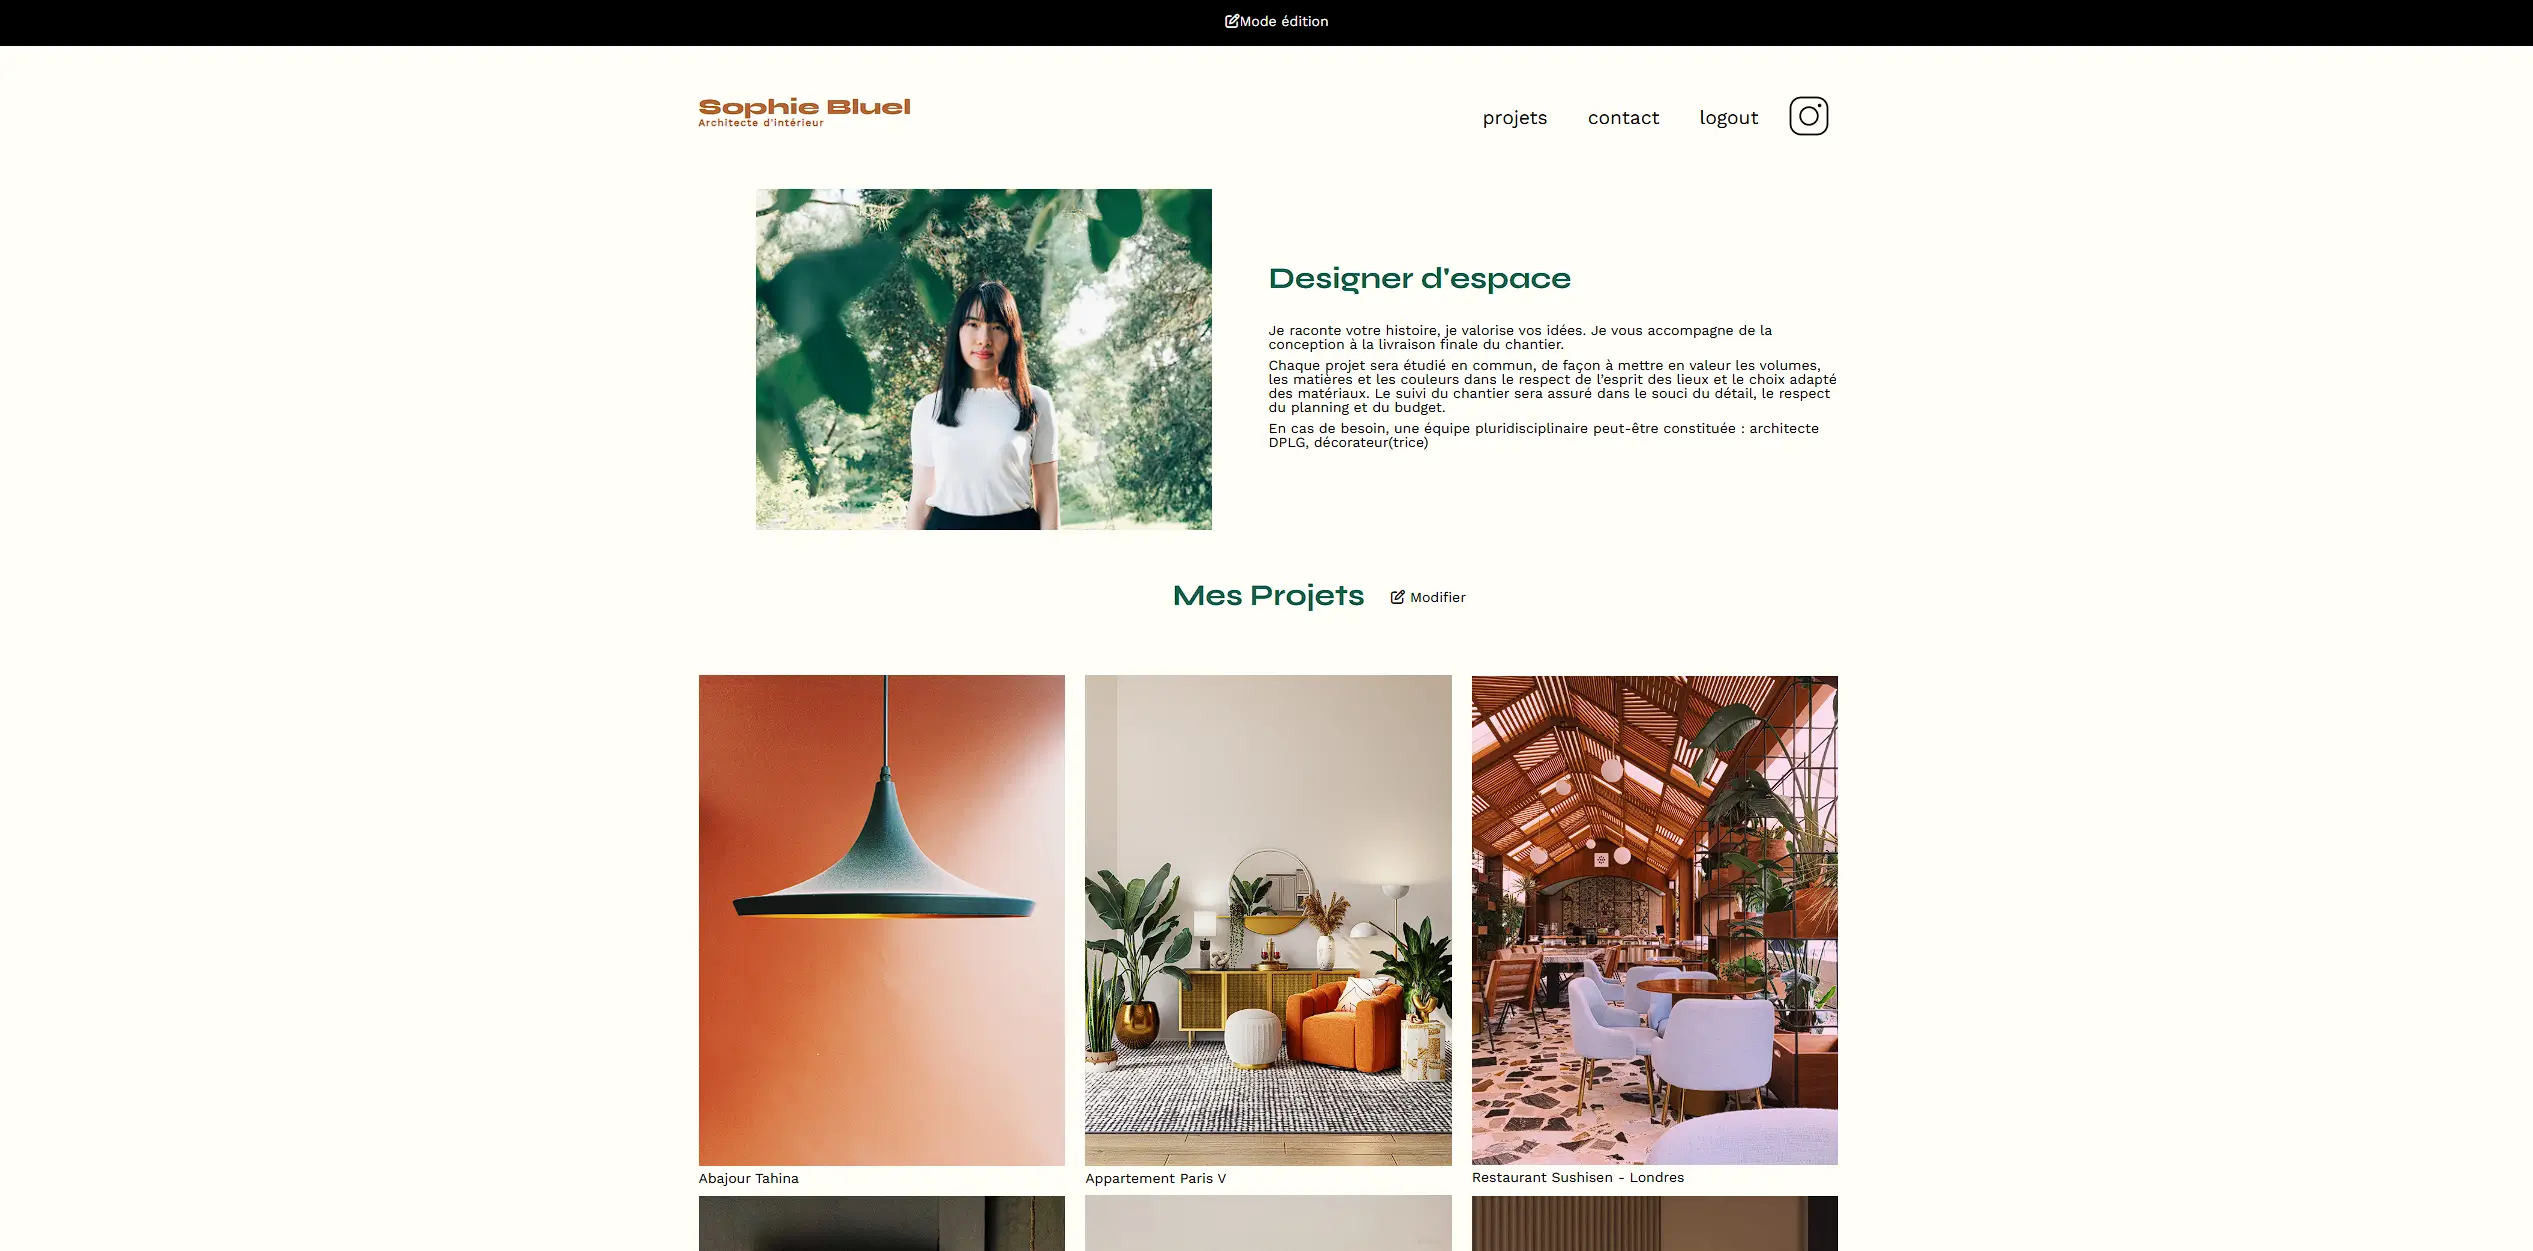 Mode édition
Sophie Bluel
Architecte d'intérieur
projets
contact
logout
Designer d'espace
Je raconte votre histoire, je valorise vos idées. Je vous accompagne de la
conception à la livraison finale du chantier.
Chaque projet sera étudié en commun, de façon à mettre en valeur les volumes,
les matières et les couleurs dans le respect de l’esprit des lieux et le choix adapté
des matériaux. Le suivi du chantier sera assuré dans le souci du détail, le respect
du planning et du budget.
En cas de besoin, une équipe pluridisciplinaire peut-être constituée : architecte
DPLG, décorateur(trice)
Mes Projets
Modifier
Abajour Tahina
Appartement Paris V
Restaurant Sushisen - Londres